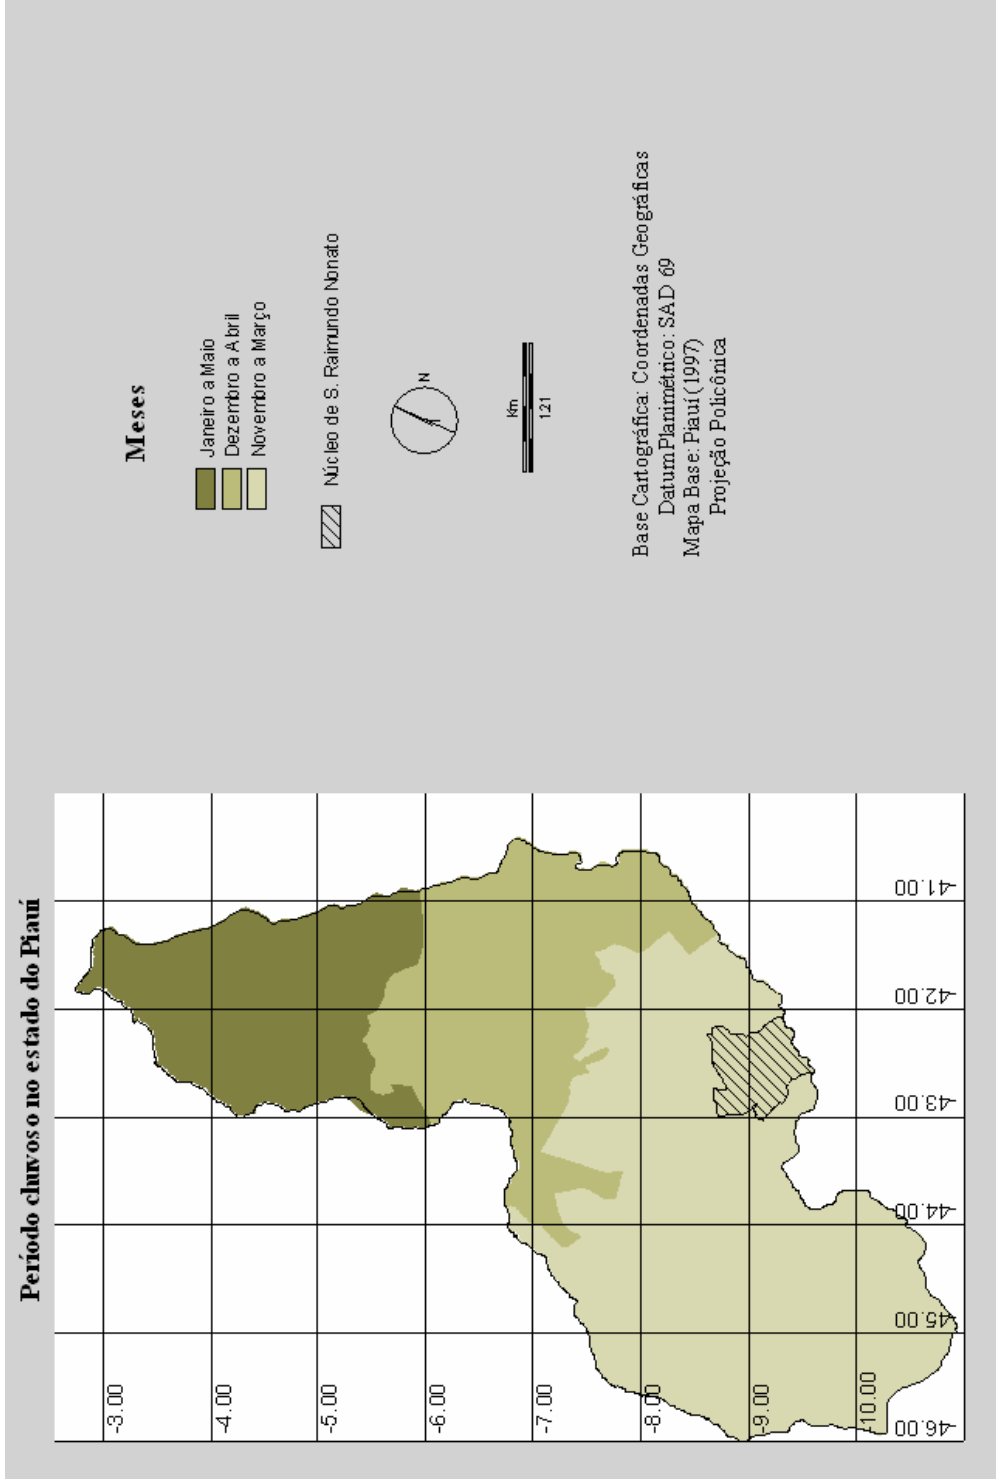 Período chuvoso no estado do Piauí
-3.00
-4.00
-5.00
-6.00
-7.00
-8.00
-9.00
-10.00
-46.00
-45.00
-44.00
-43.00
-42.00
-41.00
Meses
Janeiro a Maio
Dezembro a Abril
Novembro a Março
Núcleo de S. Raimundo Nonato
N
Km
121
Base Cartográfica: Coordenadas Geográficas
Datum Planimétrico: SAD 69
Mapa Base: Piauí (1997)
Projeção Policônica